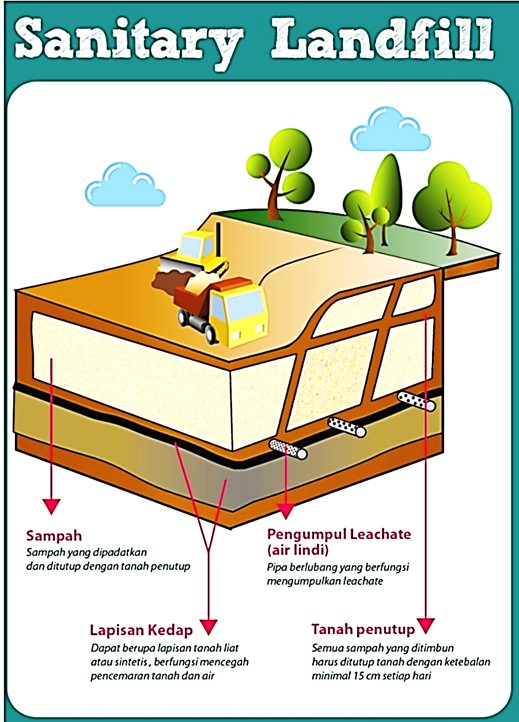 Sanitary Landfill
Sampah
Sampah yang dipadatkan
dan ditutup dengan tanah penutup
Pengumpul Leachate
(air lindi)
Pipa berlubang yang berfungsi
mengumpulkan leachate
Lapisan Kedap
Dapat berupa lapisan tanah liat
atau sintetis, berfungsi mencegah
pencemaran tanah dan air
Tanah penutup
Semua sampah yang ditimbun
harus ditutup tanah dengan ketebalan
minimal 15 cm setiap hari